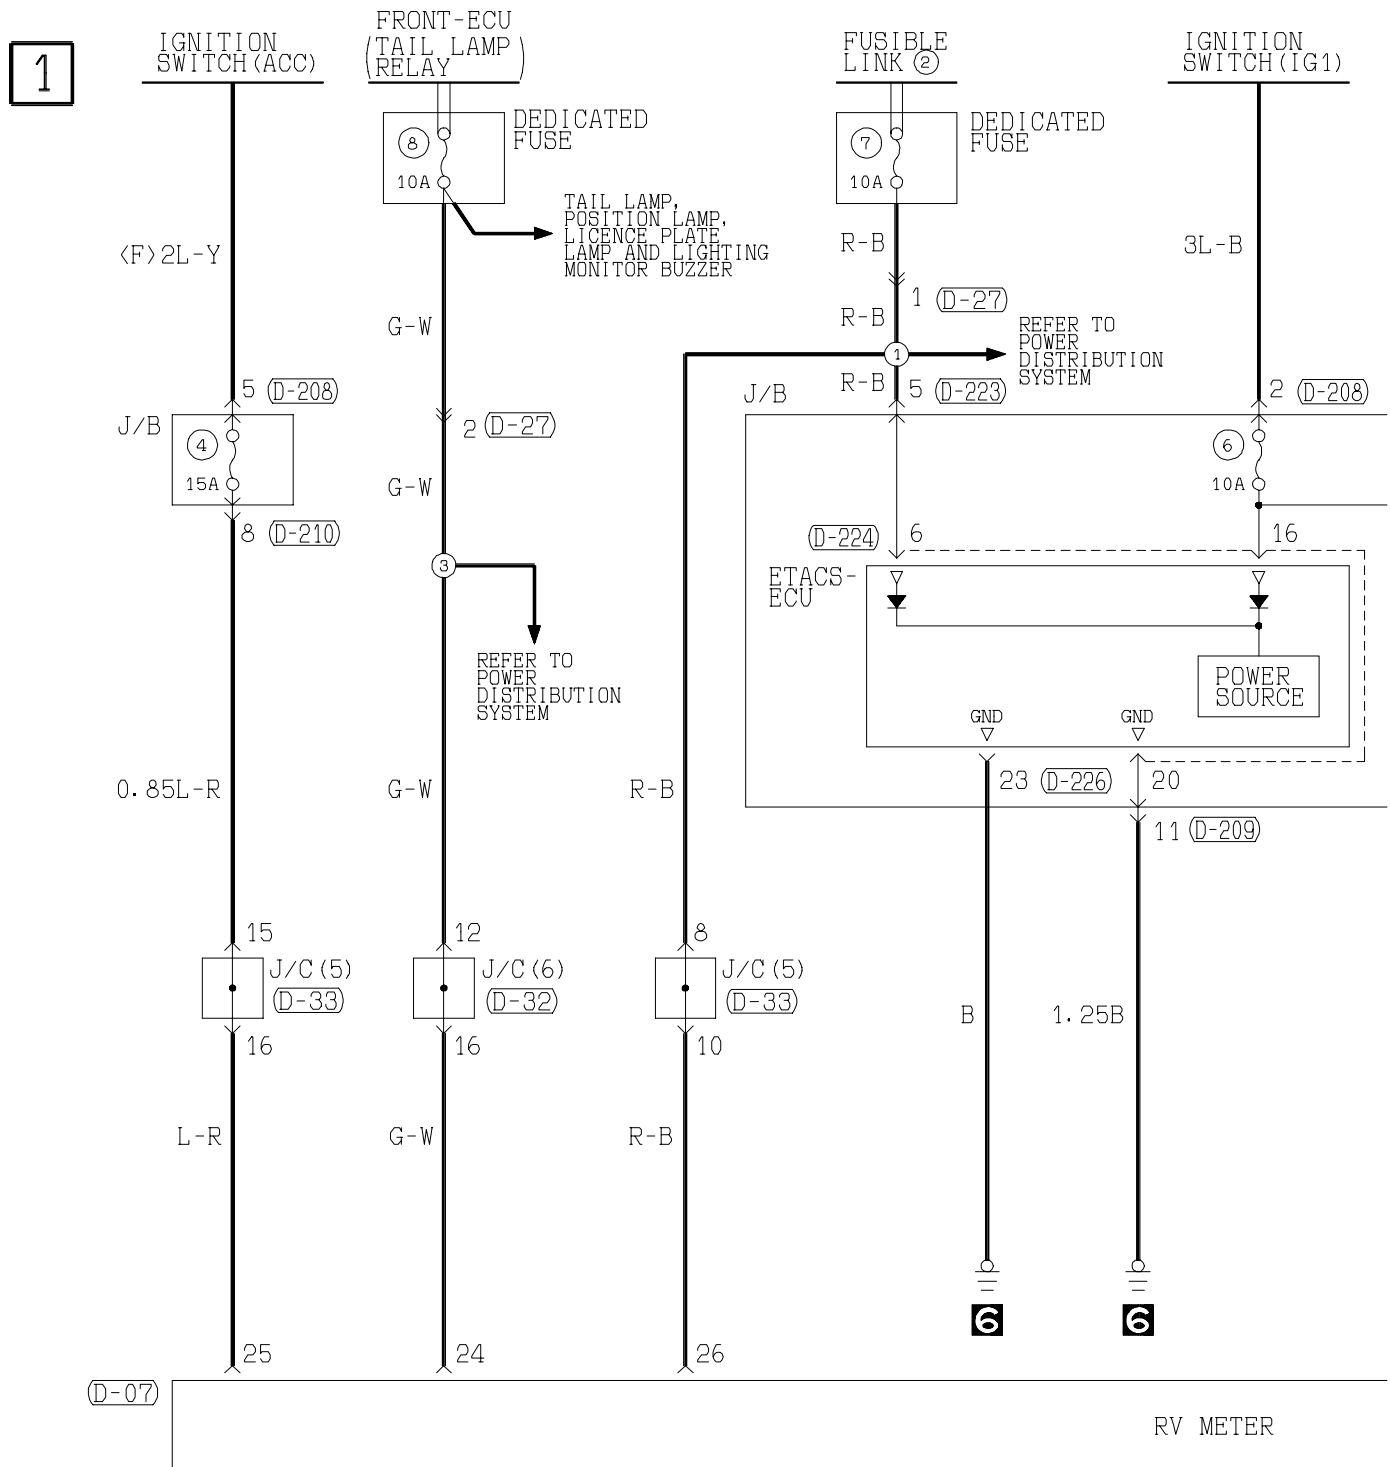 1
IGNITION
SWITCH(ACC)
FRONT-ECU
(TAIL LAMP
RELAY)
FUSIBLE
LINK ②
IGNITION
SWITCH(IG1)
8
10A
DEDICATED
FUSE
7
10A
DEDICATED
FUSE
TAIL LAMP,
POSITION LAMP,
LICENCE PLATE
LAMP AND LIGHTING
MONITOR BUZZER
<F>2L-Y
R-B
3L-B
1 (D-27)
G-W
R-B
REFER TO
POWER
DISTRIBUTION
SYSTEM
1
5 (D-208)
R-B
5 (D-223)
2 (D-208)
J/B
J/B
4
15A
2 (D-27)
6
10A
G-W
8 (D-210)
(D-224) 6
16
3
ETACS-
ECU
REFER TO
POWER
DISTRIBUTION
SYSTEM
POWER
SOURCE
GND
GND
0.85L-R
G-W
R-B
23 (D-226) 20
11 (D-209)
15
12
8
J/C(5)
(D-33)
J/C(6)
(D-32)
J/C(5)
(D-33)
B
1.25B
16
16
10
L-R
G-W
R-B
6
6
25
24
26
(D-07)
RV METER